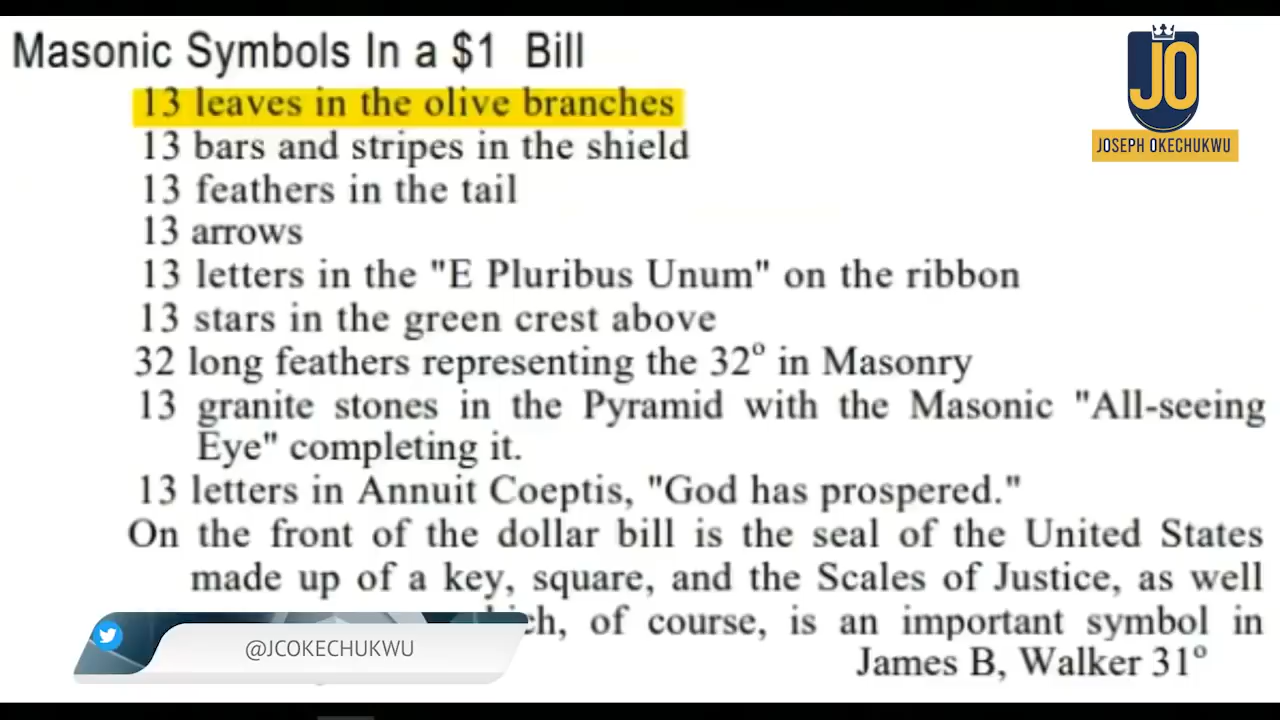 Masonic Symbols In a $1 Bill
JO
JOSEPH OKECHUKWU
13 leaves in the olive branches
13 bars and stripes in the shield
13 feathers in the tail
13 arrows
13 letters in the "E Pluribus Unum" on the ribbon
13 stars in the green crest above
32 long feathers representing the 32º in Masonry
13 granite stones in the Pyramid with the Masonic "All-seeing
Eye" completing it.
13 letters in Annuit Coeptis, "God has prospered."
On the front of the dollar bill is the seal of the United States
made up of a key, square, and the Scales of Justice, as well
of course, is an important symbol in
James B, Walker 31º
@JCOKECHUKWU